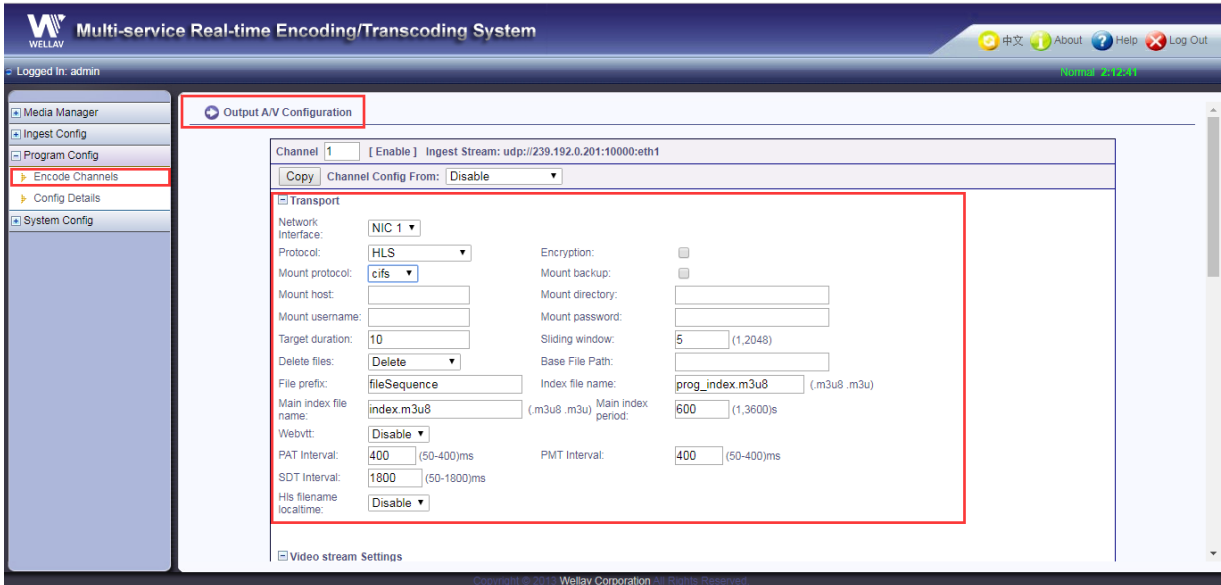 WELLAV
Multi-service Real-time Encoding/Transcoding System
中文 About Help Log Out
Logged In: admin
Normal 2:12:41
Media Manager
Ingest Config
Program Config
Encode Channels
Config Details
System Config
Output A/V Configuration
Channel 1 [ Enable ] Ingest Stream: udp://239.192.0.201:10000:eth1
Copy Channel Config From: Disable
Transport
Network Interface: NIC 1
Protocol: HLS Encryption:
Mount protocol: cifs Mount backup:
Mount host: Mount directory:
Mount username: Mount password:
Target duration: 10 Sliding window: 5 (1,2048)
Delete files: Delete Base File Path:
File prefix: fileSequence Index file name: prog_index.m3u8 (.m3u8 .m3u)
Main index file name: index.m3u8 (.m3u8 .m3u) Main index period: 600 (1,3600)s
Webvtt: Disable
PAT Interval: 400 (50-400)ms PMT Interval: 400 (50-400)ms
SDT Interval: 1800 (50-1800)ms
Hls filename localtime: Disable
Video stream Settings
Copyright © 2013 Wellav Corporation All Rights Reserved